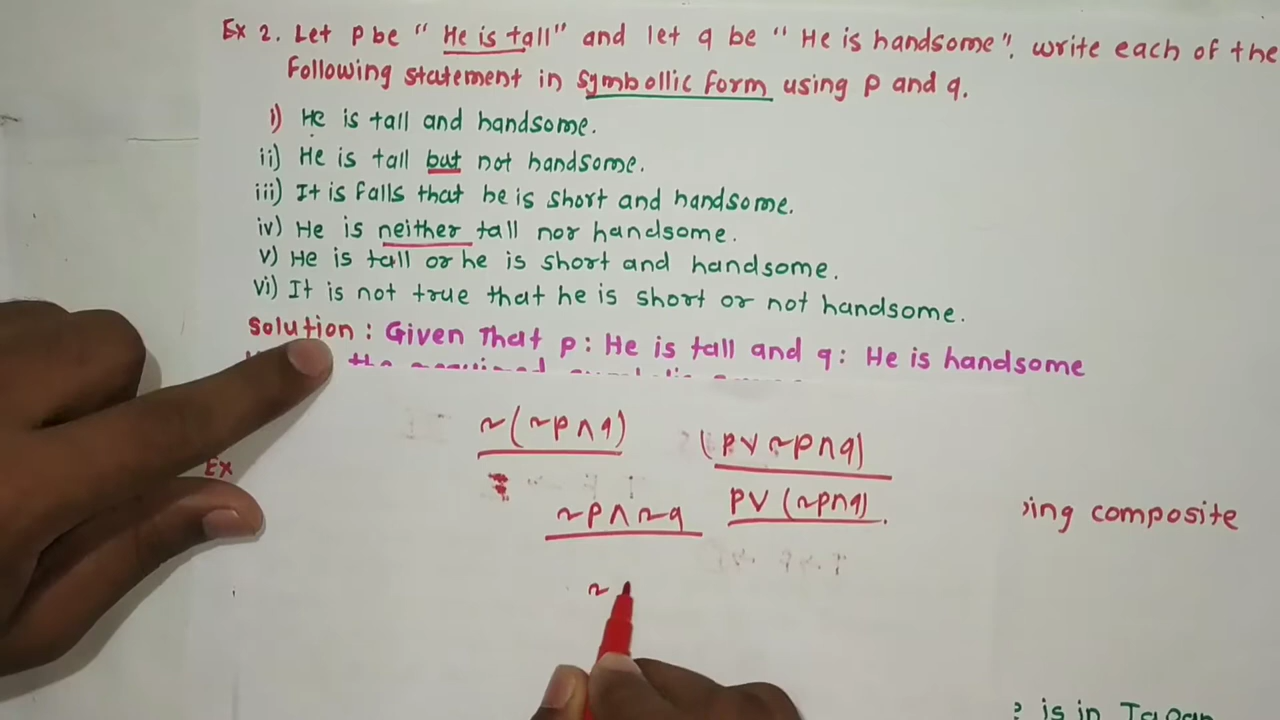 Ex 2. Let p be "He is tall" and let q be "He is handsome". write each of the
Following statement in symbollic form using p and q.
i) He is tall and handsome.
ii) He is tall but not handsome.
iii) It is falls that he is short and handsome.
iv) He is neither tall nor handsome.
v) He is tall or he is short and handsome.
vi) It is not true that he is short or not handsome.
Solution: Given That p: He is tall and q: He is handsome
~(~p∧q)
(p∨~p∧q)
Ex
~p∧~q
p∨(~p∧q).
ing composite
~
is in Japan